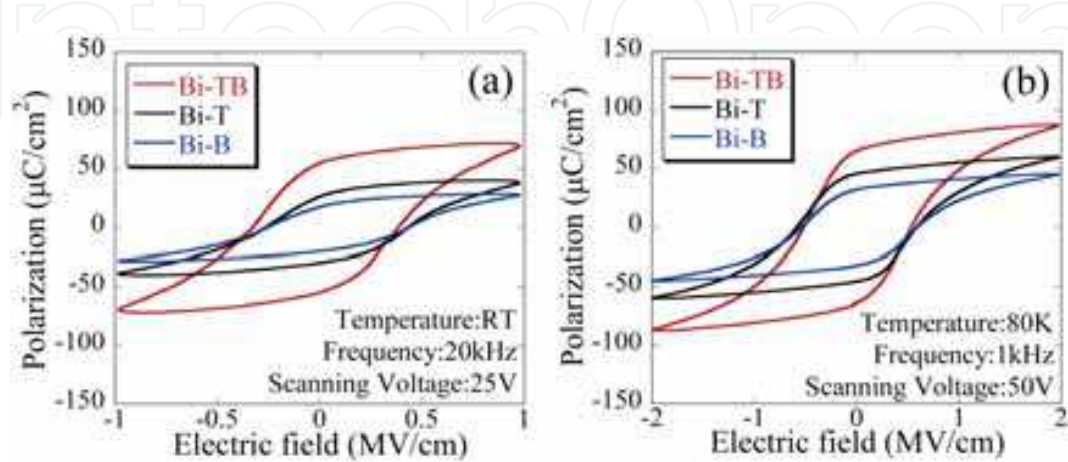 (a)
Bi-TB
Bi-T
Bi-B
150
100
50
0
-50
-100
-150
Polarization (μC/cm²)
Temperature:RT
Frequency:20kHz
Scanning Voltage:25V
-1
-0.5
0
0.5
1
Electric field (MV/cm)
(b)
Bi-TB
Bi-T
Bi-B
150
100
50
0
-50
-100
-150
Polarization (μC/cm²)
Temperature:80K
Frequency:1kHz
Scanning Voltage:50V
-2
-1
0
1
2
Electric field (MV/cm)